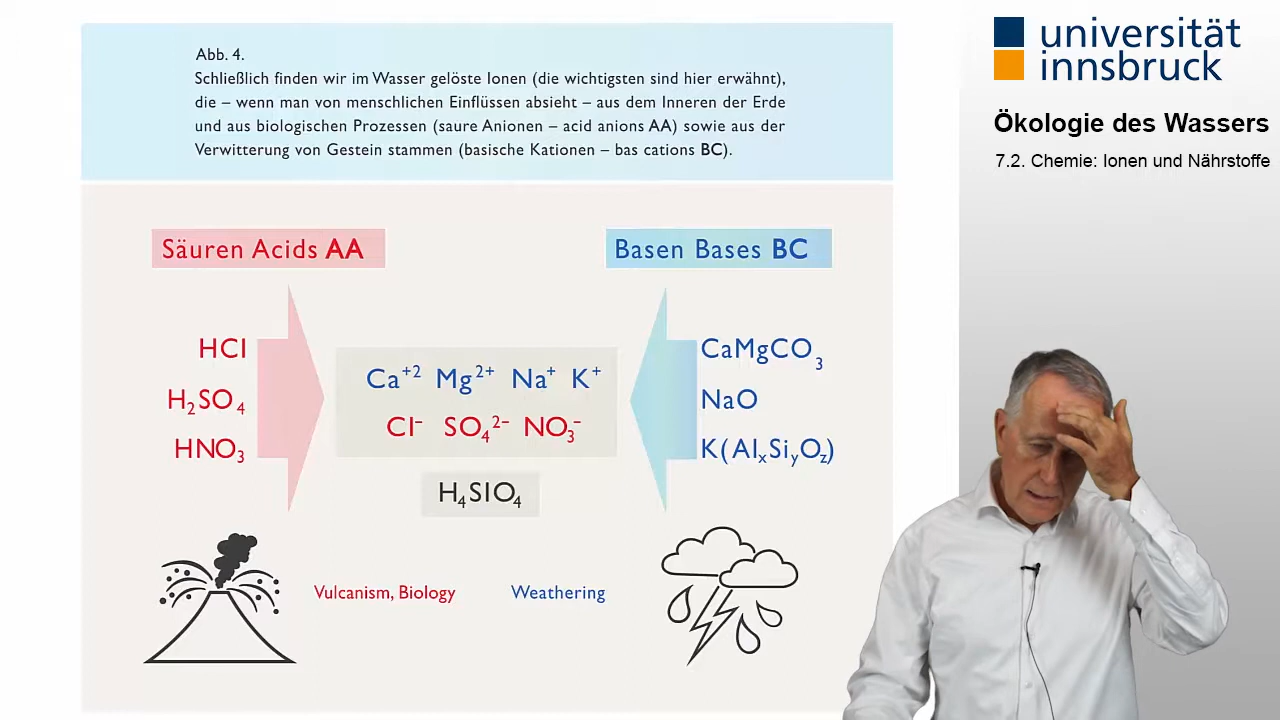 universität
innsbruck
Ökologie des Wassers
7.2. Chemie: Ionen und Nährstoffe
Abb. 4.
Schließlich finden wir im Wasser gelöste Ionen (die wichtigsten sind hier erwähnt),
die – wenn man von menschlichen Einflüssen absieht – aus dem Inneren der Erde
und aus biologischen Prozessen (saure Anionen – acid anions AA) sowie aus der
Verwitterung von Gestein stammen (basische Kationen – bas cations BC).
Säuren Acids AA
Basen Bases BC
HCl
H₂SO₄
HNO₃
Ca⁺² Mg²⁺ Na⁺ K⁺
Cl⁻ SO₄²⁻ NO₃⁻
H₄SIO₄
CaMgCO₃
NaO
K(AlₓSiyOz)
Vulcanism, Biology
Weathering